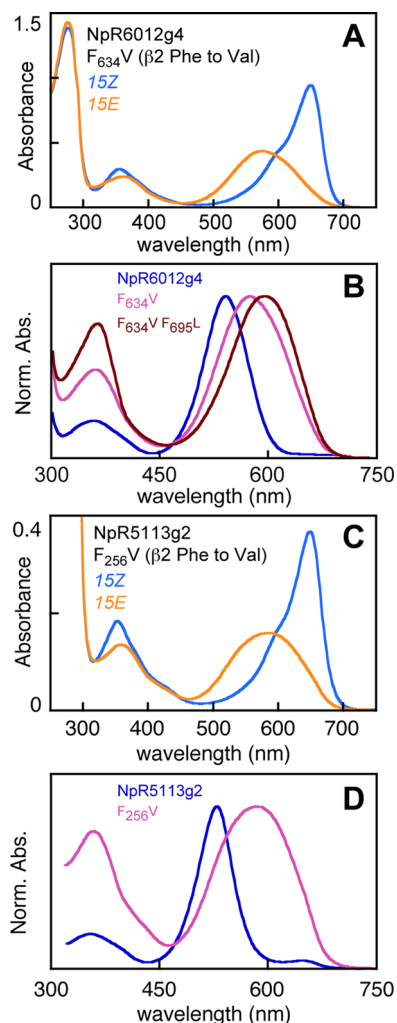 1.5
A
NpR6012g4
F634V (β2 Phe to Val)
15Z
15E
Absorbance
0
300 400 500 600 700
wavelength (nm)
B
NpR6012g4
F634V
F634V F695L
Norm. Abs.
300 450 600 750
wavelength (nm)
0.4
C
NpR5113g2
F256V (β2 Phe to Val)
15Z
15E
Absorbance
0
300 400 500 600 700
wavelength (nm)
D
NpR5113g2
F256V
Norm. Abs.
300 450 600 750
wavelength (nm)